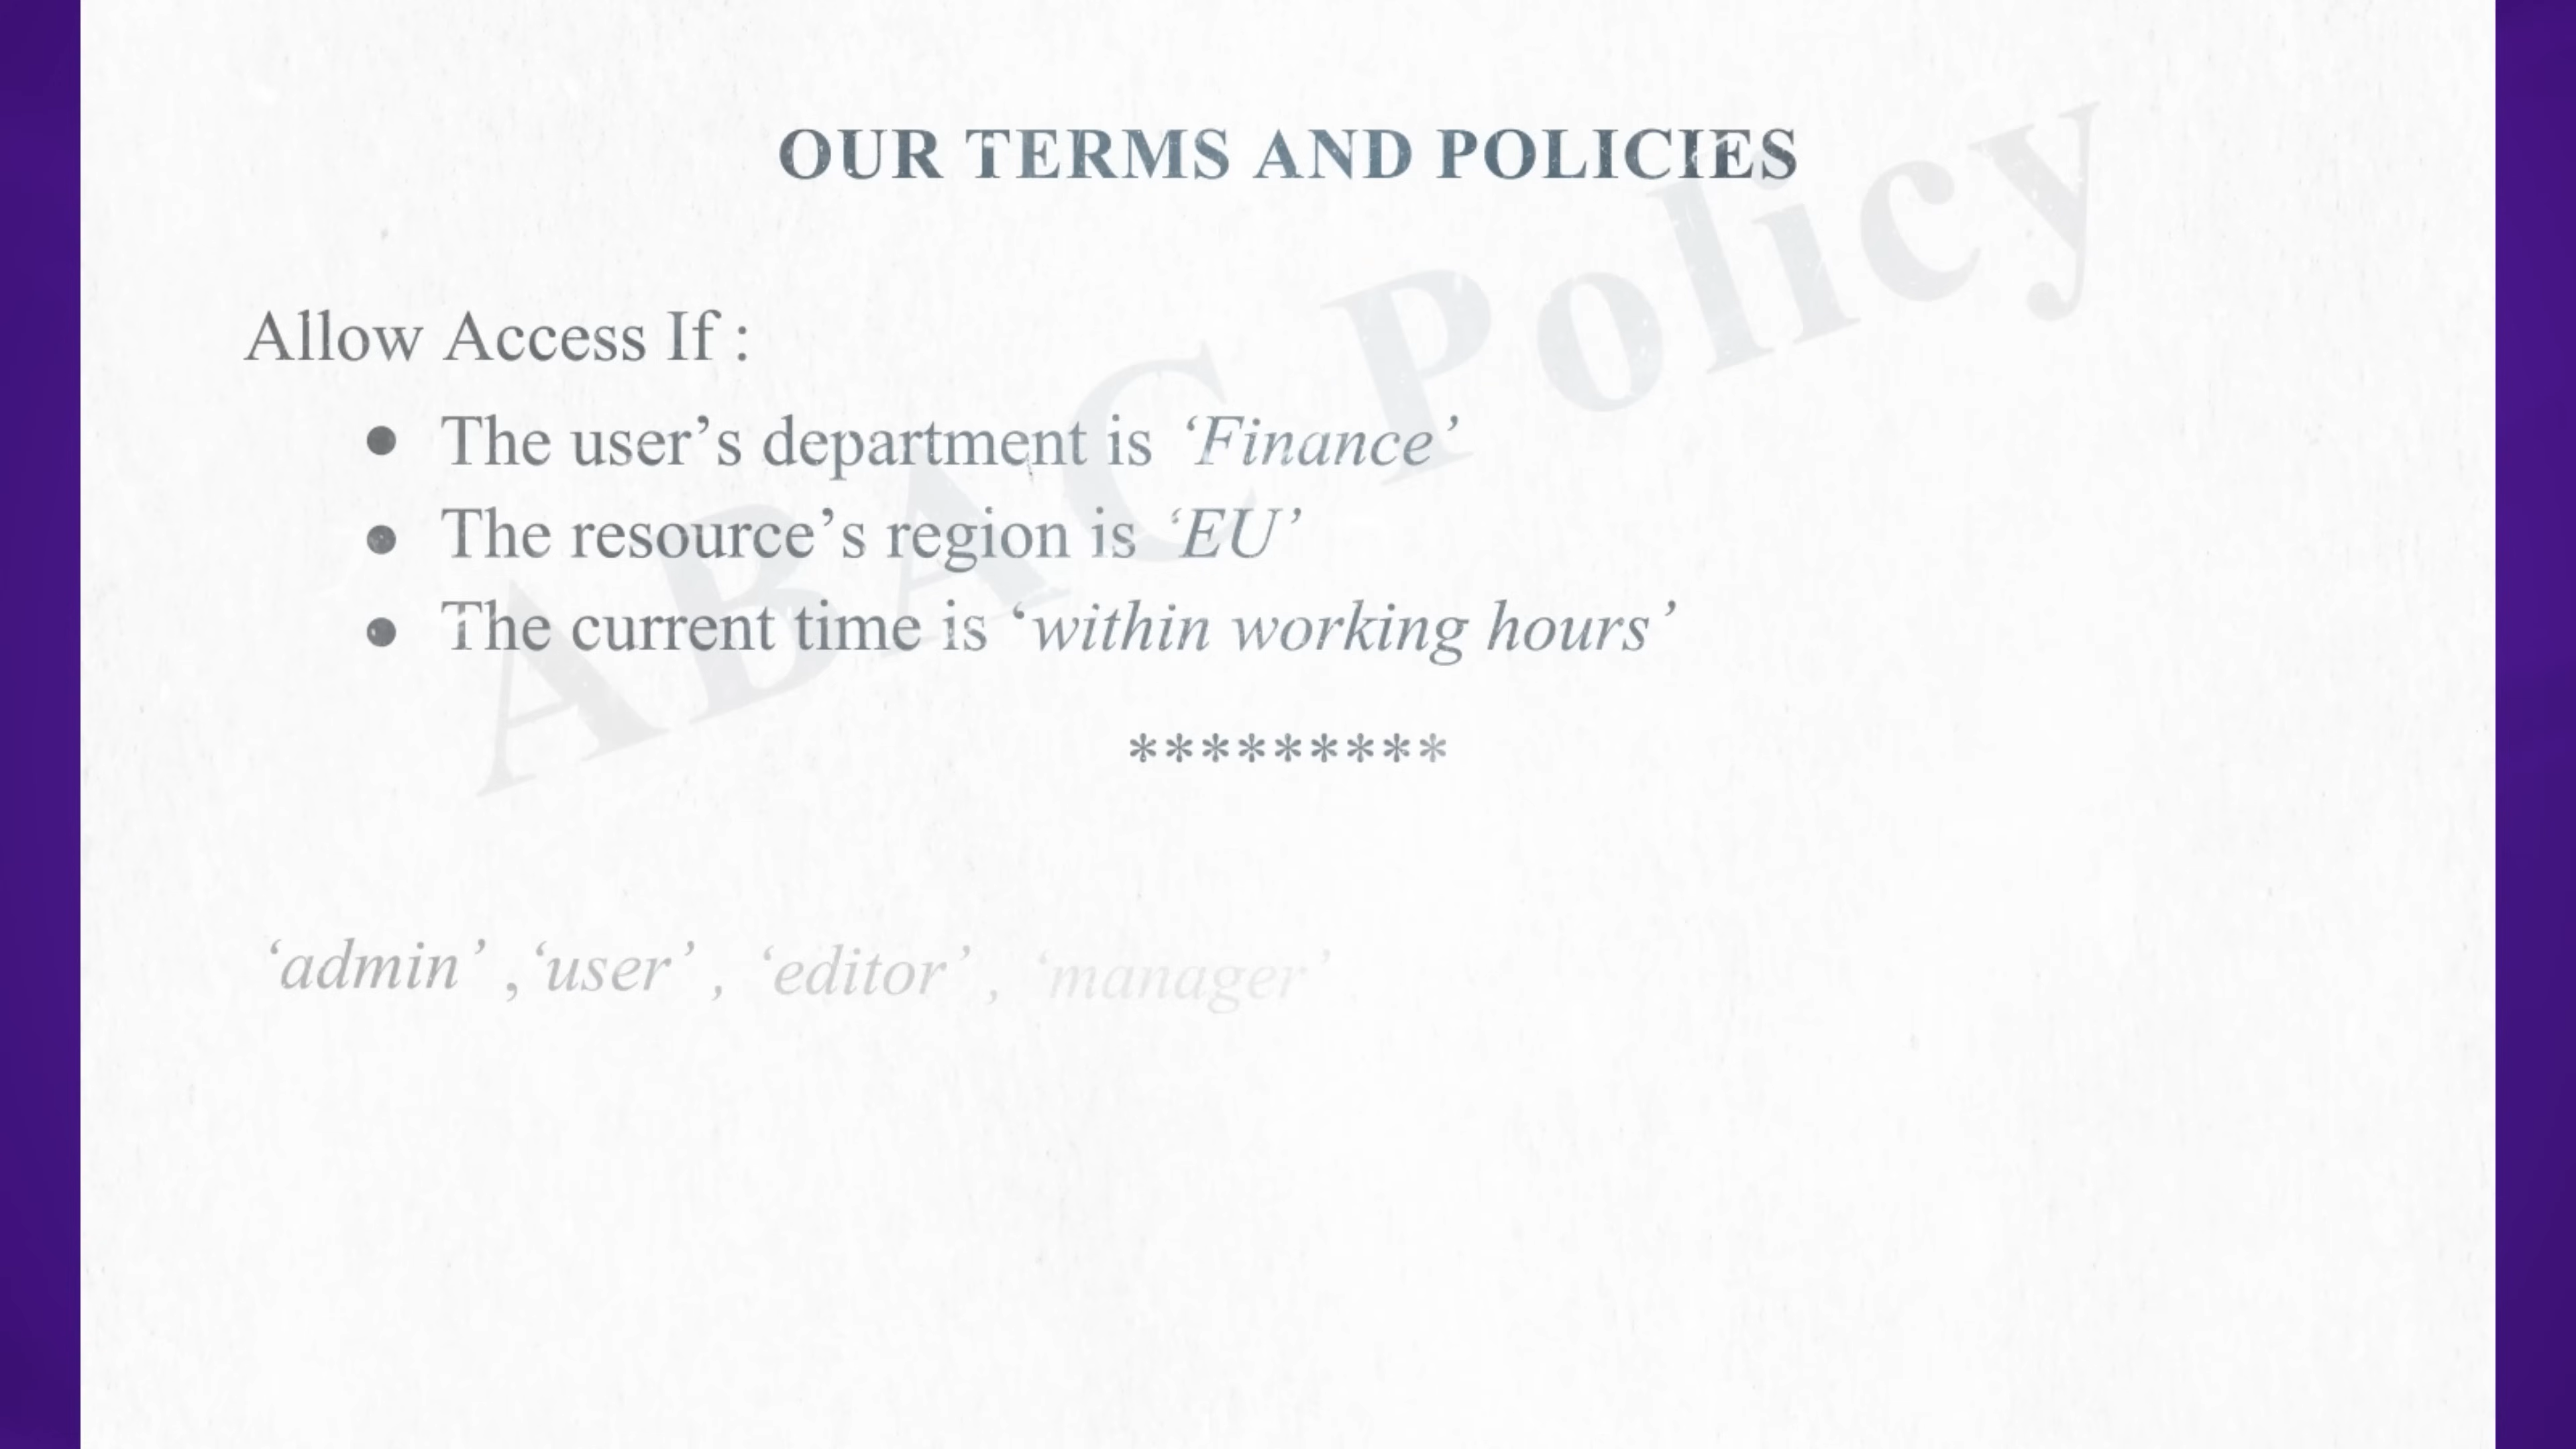 OUR TERMS AND POLICIES
ABAC Policy
Allow Access If :
● The user’s department is ‘Finance’
● The resource’s region is ‘EU’
● The current time is ‘within working hours’
*********
‘admin’ , ‘user’ , ‘editor’ , ‘manager’